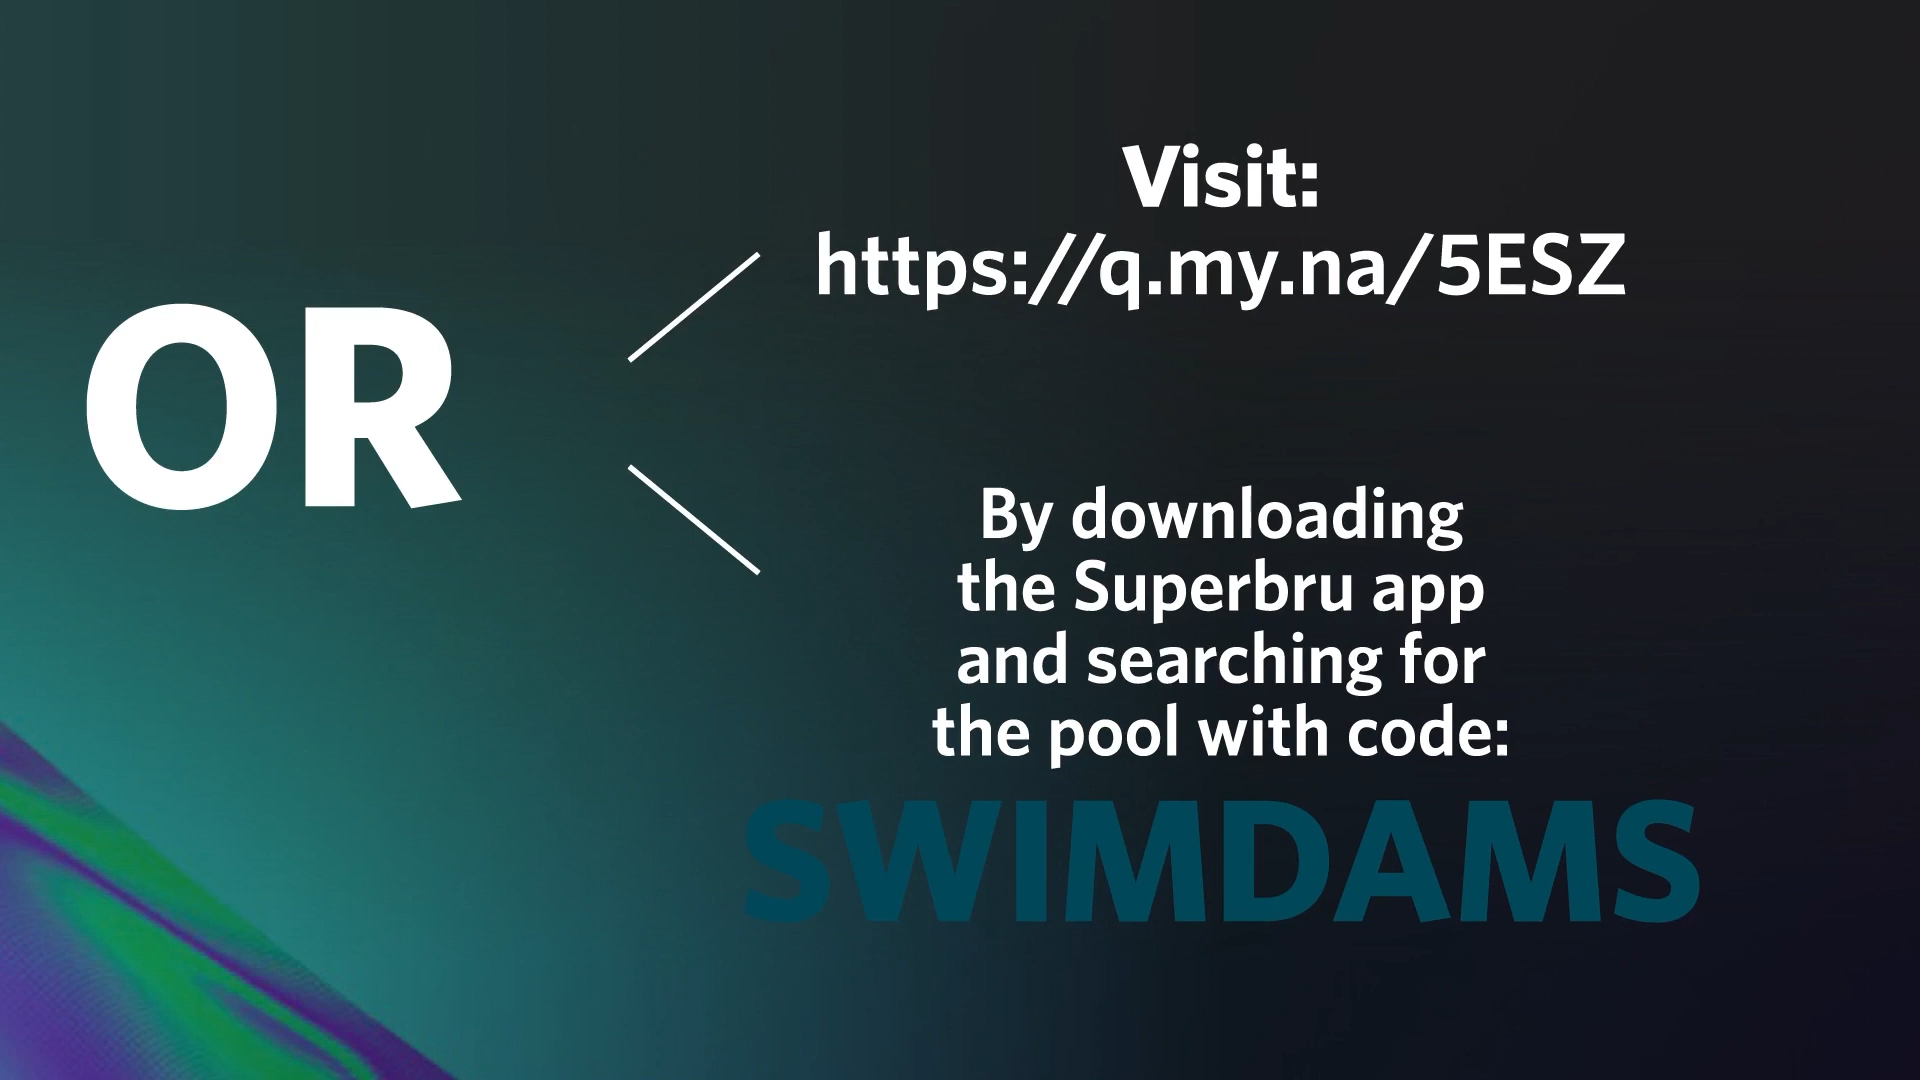 OR
Visit:
https://q.my.na/5ESZ
By downloading
the Superbru app
and searching for
the pool with code:
SWIMDAMS